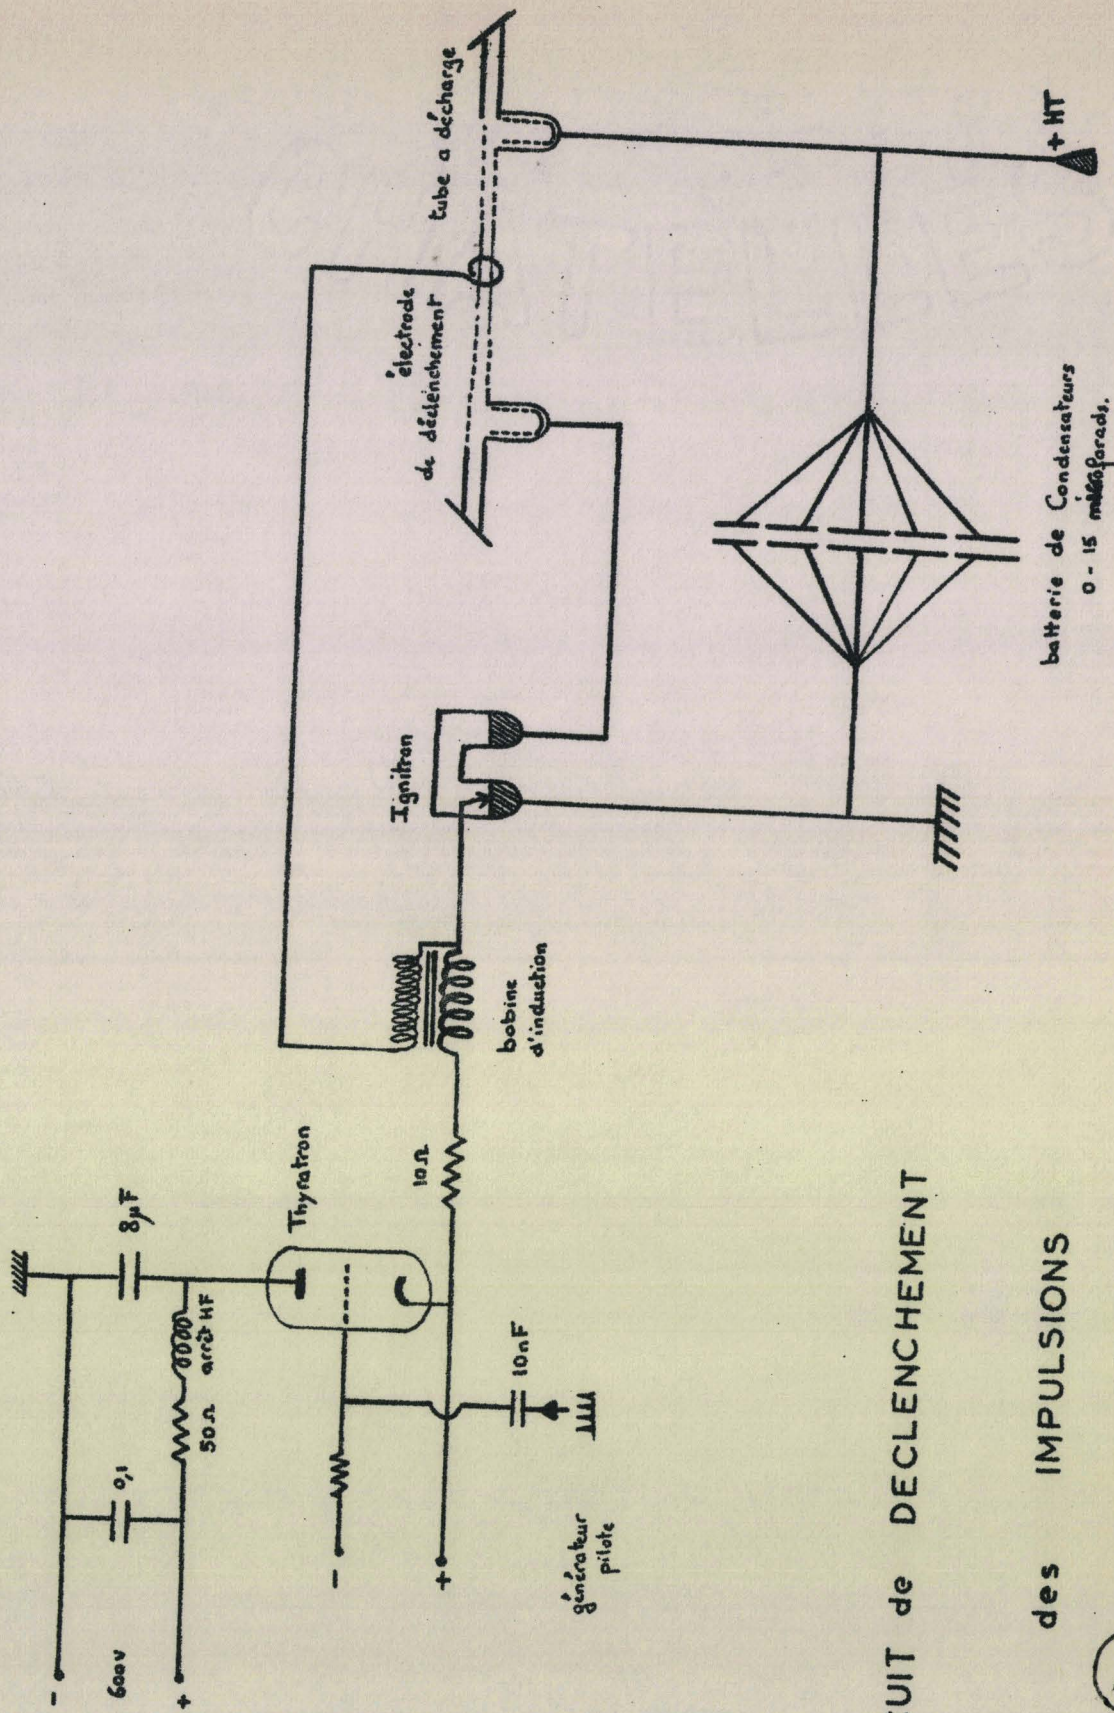 -
600v
+
0,1
50Ω
arrêt HF
8µF
Thyratron
-
+
10nF
générateur
pilote
10Ω
bobine
d'induction
Ignitron
électrode
de déclenchement
tube a décharge
batterie de Condensateurs
0 - 15
+ HT
UIT de DECLENCHEMENT
des IMPULSIONS